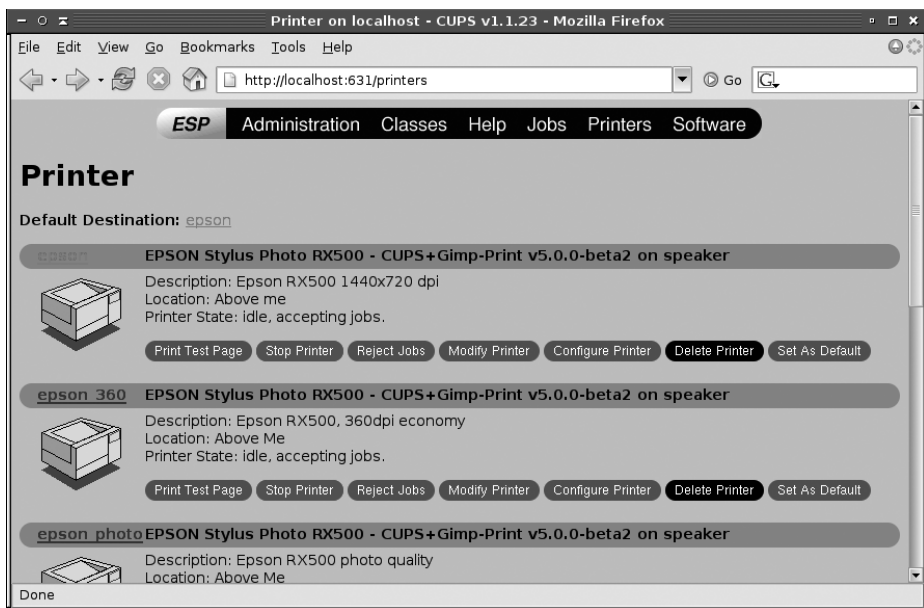 Printer on localhost - CUPS v1.1.23 - Mozilla Firefox
File Edit View Go Bookmarks Tools Help
http://localhost:631/printers Go G
ESP Administration Classes Help Jobs Printers Software
Printer
Default Destination: epson
epson EPSON Stylus Photo RX500 - CUPS+Gimp-Print v5.0.0-beta2 on speaker
Description: Epson RX500 1440x720 dpi
Location: Above me
Printer State: idle, accepting jobs.
Print Test Page Stop Printer Reject Jobs Modify Printer Configure Printer Delete Printer Set As Default
epson_360 EPSON Stylus Photo RX500 - CUPS+Gimp-Print v5.0.0-beta2 on speaker
Description: Epson RX500, 360dpi economy
Location: Above Me
Printer State: idle, accepting jobs.
Print Test Page Stop Printer Reject Jobs Modify Printer Configure Printer Delete Printer Set As Default
epson_photo EPSON Stylus Photo RX500 - CUPS+Gimp-Print v5.0.0-beta2 on speaker
Description: Epson RX500 photo quality
Location: Above Me
Done